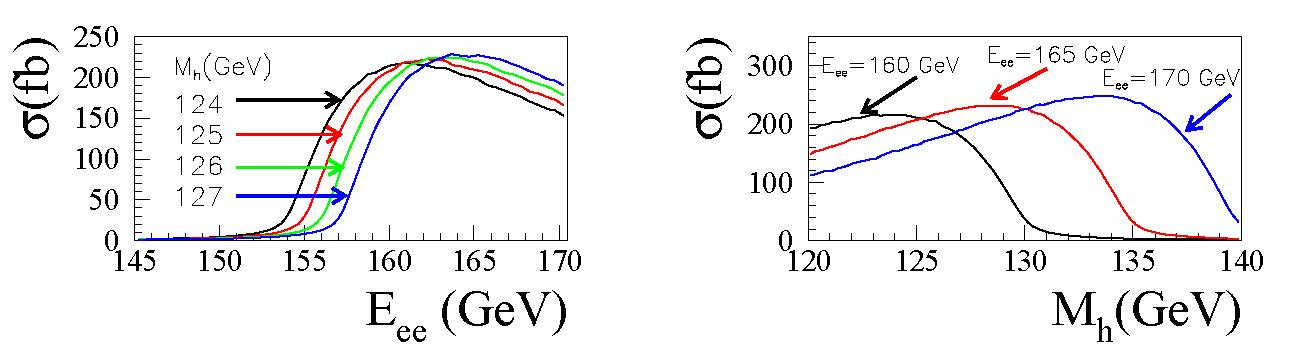 σ(fb)
250
200
150
100
50
0
M_h(GeV)
124
125
126
127
145 150 155 160 165 170
E_ee (GeV)
σ(fb)
300
200
100
0
E_ee=160 GeV
E_ee=165 GeV
E_ee=170 GeV
120 125 130 135 140
M_h(GeV)